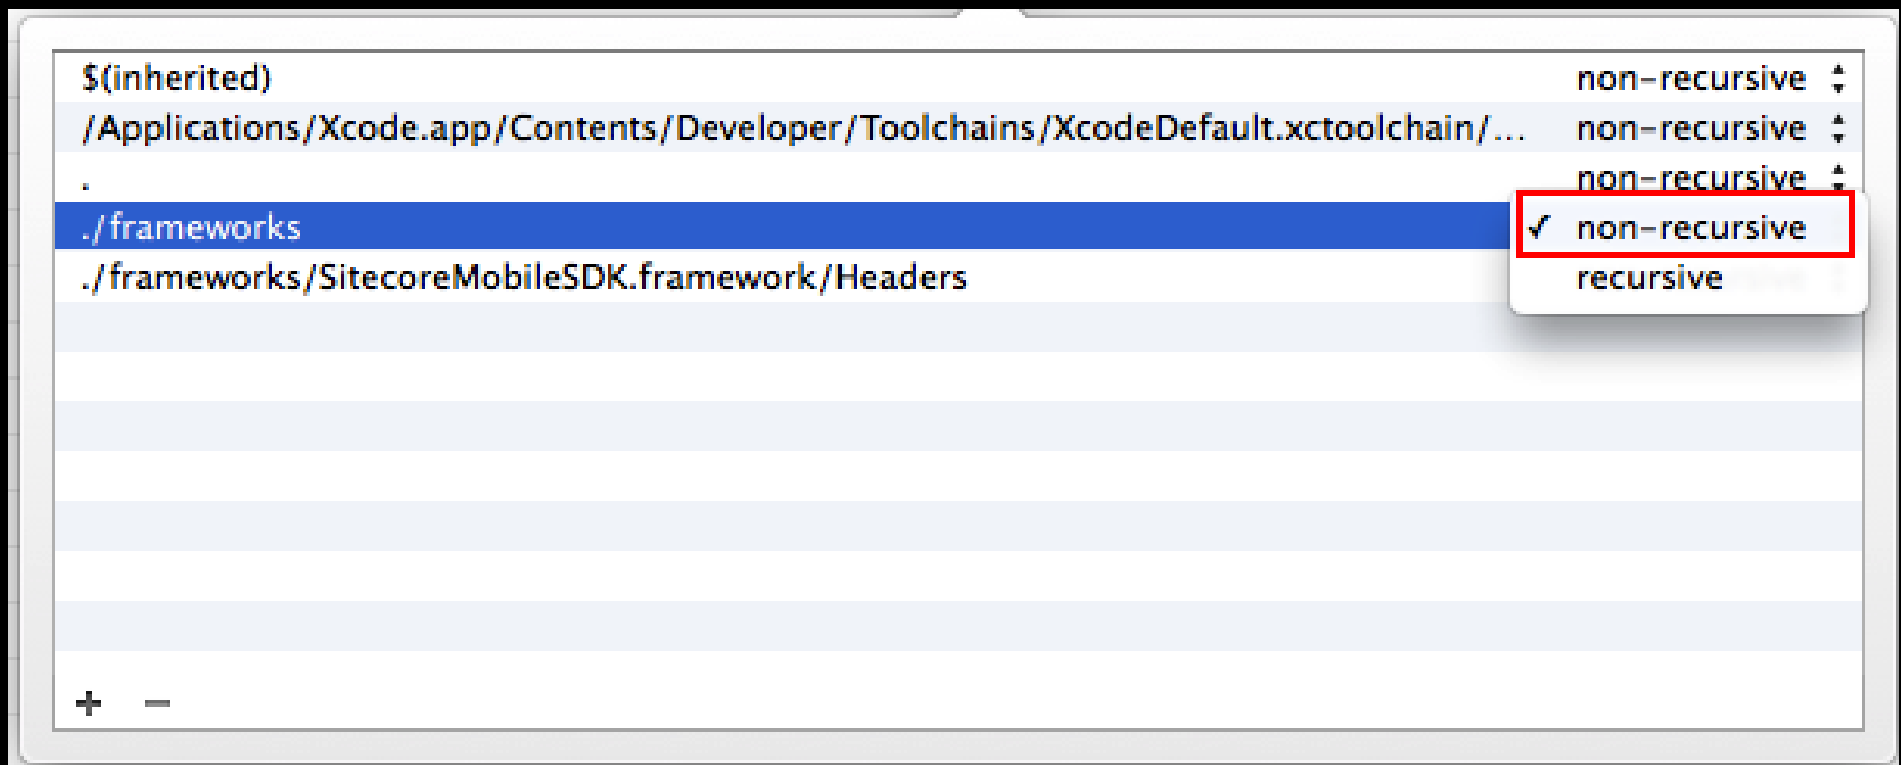 $(inherited) non-recursive
/Applications/Xcode.app/Contents/Developer/Toolchains/XcodeDefault.xctoolchain/... non-recursive
. non-recursive
./frameworks ✓ non-recursive
./frameworks/SitecoreMobileSDK.framework/Headers recursive
+ −